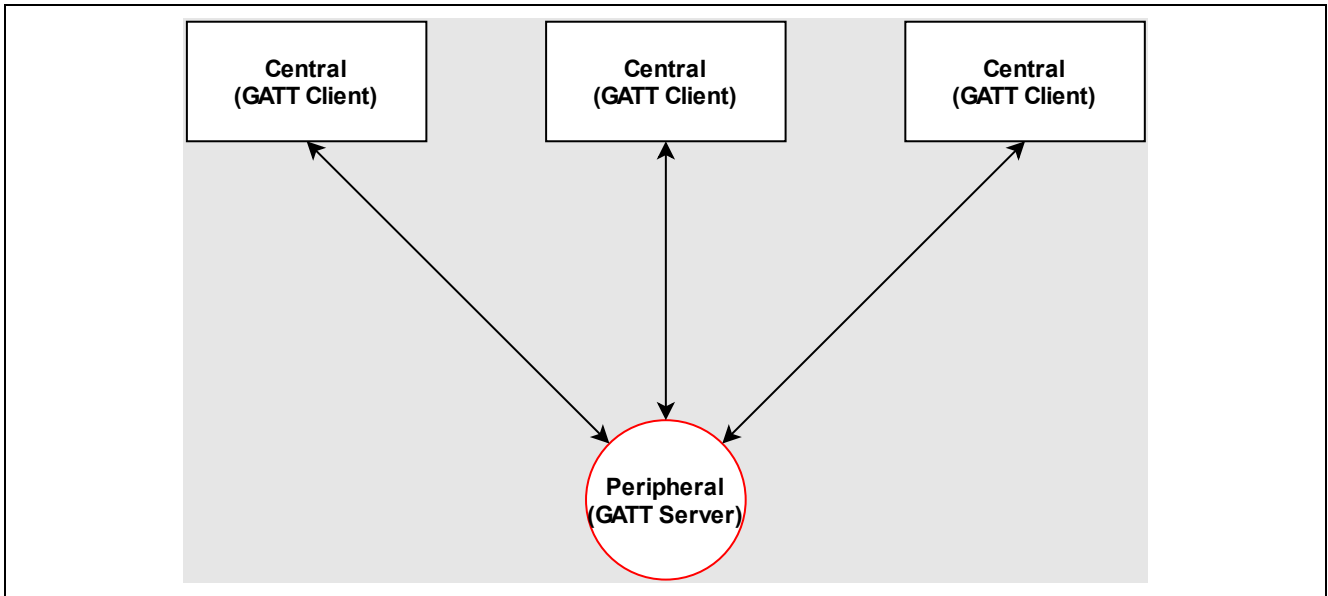 Central
(GATT Client)
Central
(GATT Client)
Central
(GATT Client)
Peripheral
(GATT Server)